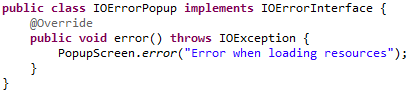 public class IOErrorPopup implements IOErrorInterface {
    @Override
    public void error() throws IOException {
        PopupScreen.error("Error when loading resources");
    }
}